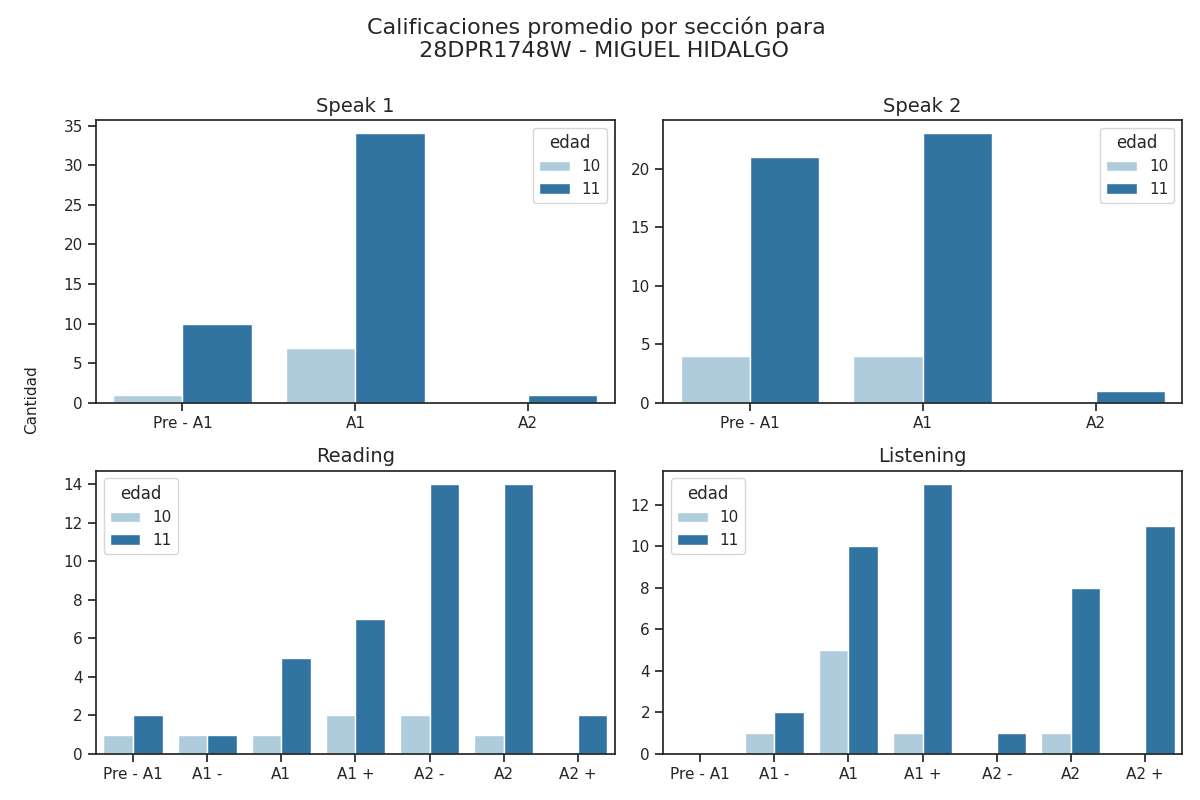 Calificaciones promedio por sección para
28DPR1748W - MIGUEL HIDALGO
Cantidad
Speak 1
35
30
25
20
15
10
5
0
Pre - A1
A1
A2
edad
10
11
Speak 2
20
15
10
5
0
Pre - A1
A1
A2
edad
10
11
Reading
14
12
10
8
6
4
2
0
Pre - A1
A1 -
A1
A1 +
A2 -
A2
A2 +
edad
10
11
Listening
12
10
8
6
4
2
0
Pre - A1
A1 -
A1
A1 +
A2 -
A2
A2 +
edad
10
11